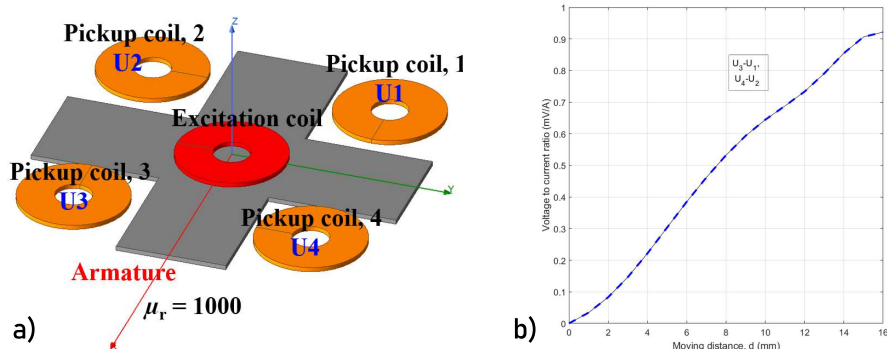 Pickup coil, 2
U2
Z
Pickup coil, 1
U1
Excitation coil
Y
Pickup coil, 3
U3
Pickup coil, 4
U4
Armature
μr = 1000
a)
Voltage to current ratio (mV/A)
1
0.9
0.8
0.7
0.6
0.5
0.4
0.3
0.2
0.1
0
U3-U1,
U4-U2
0 2 4 6 8 10 12 14 16
Moving distance, d (mm)
b)